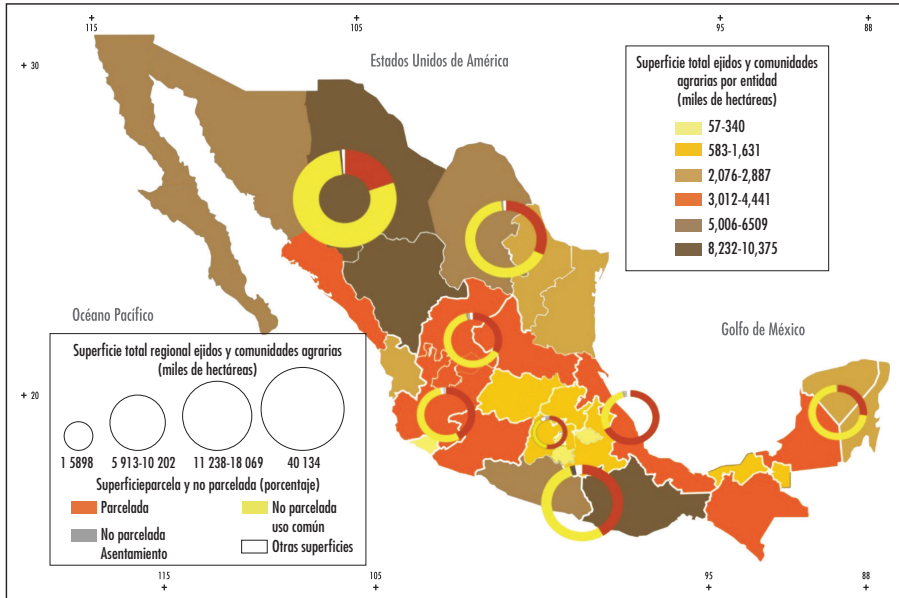 115
105
95
88
+ 30
Estados Unidos de América
Superficie total ejidos y comunidades
agrarias por entidad
(miles de hectáreas)
57-340
583-1,631
2,076-2,887
3,012-4,441
5,006-6509
8,232-10,375
Océano Pacífico
Golfo de México
Superficie total regional ejidos y comunidades agrarias
(miles de hectáreas)
+ 20
1 5898
5 913-10 202
11 238-18 069
40 134
Superficieparcela y no parcelada (porcentaje)
Parcelada
No parcelada
uso común
No parcelada
Asentamiento
Otras superficies
115
105
95
88